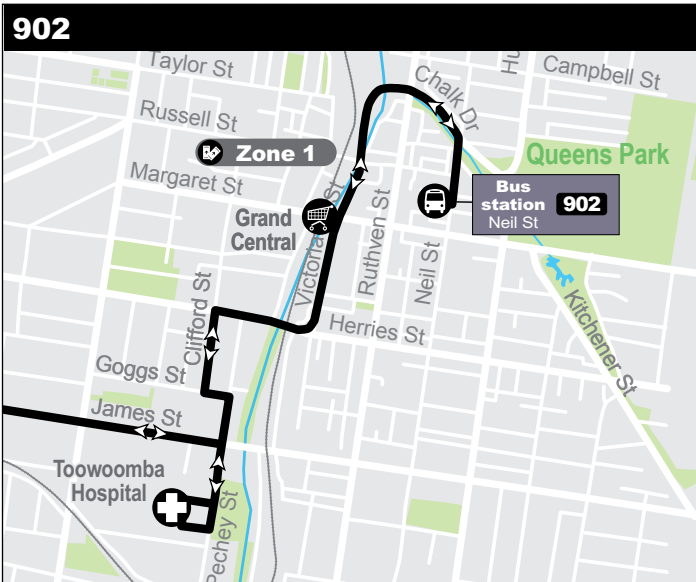 902
Taylor St
Campbell St
Hu
Chalk Dr
Russell St
Zone 1
Queens Park
Margaret St
Bus
station
902
Neil St
Grand
Central
Victoria St
Ruthven St
Neil St
Clifford St
Herries St
Kitchener St
Goggs St
James St
Toowoomba
Hospital
Pechey St